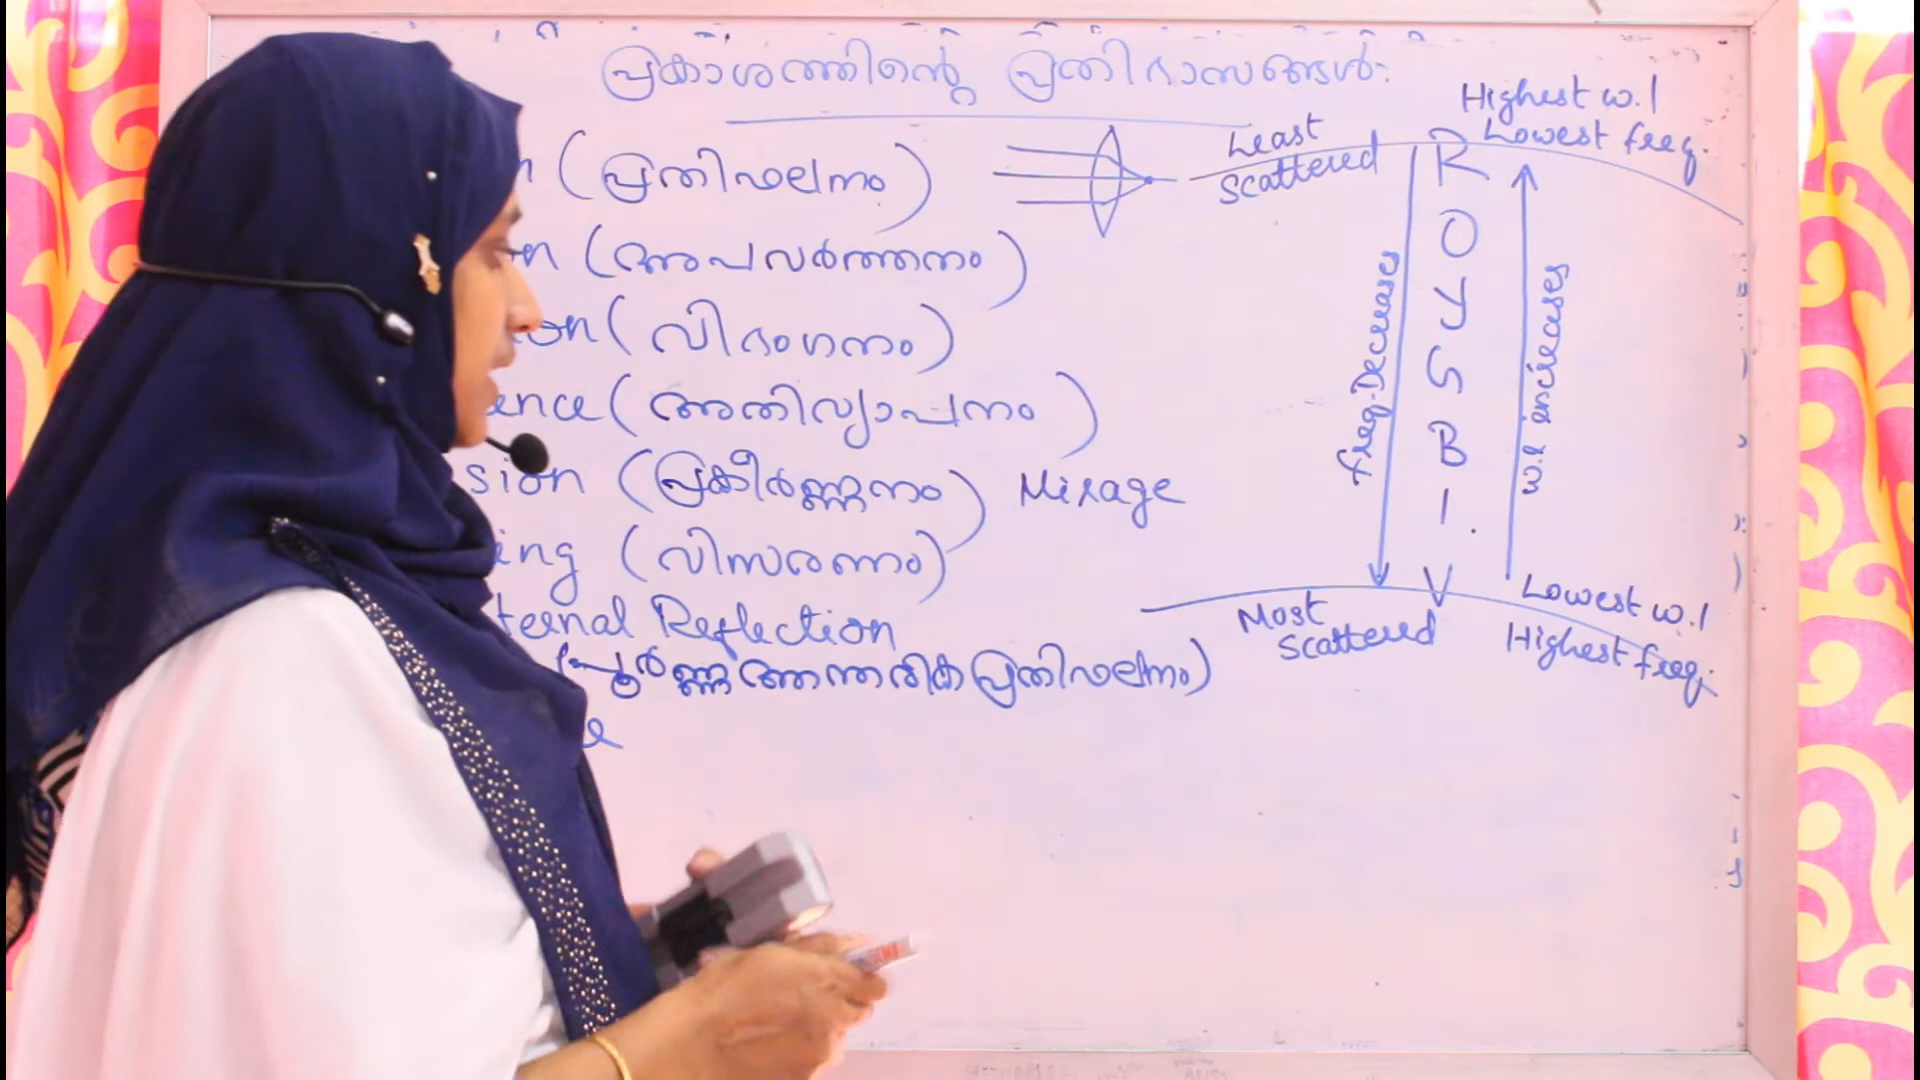 പ്രകാശത്തിന്റെ പ്രതിഭാസങ്ങൾ.
(പ്രതിഫലനം)
(അപവർത്തനം)
(വിഭംഗനം)
ence (അതിവ്യാപനം)
sion (പ്രകീർണ്ണനം) Mirage
ing (വിസരണം)
ternal Reflection
(പൂർണ്ണആന്തരികപ്രതിഫലനം)
Highest w.l
Lowest freq.
Least
Scattered
R
O
Y
G
B
I
V
freq. Decreases
w.l increases
Most
Scattered
Lowest w.l
Highest freq.